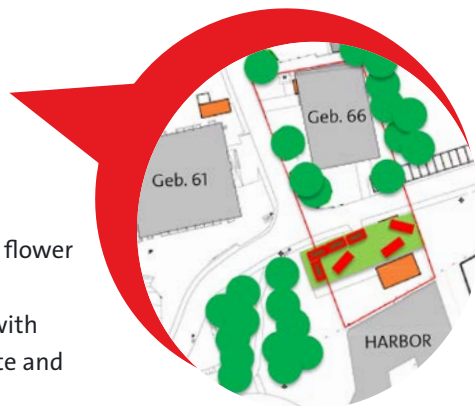 Geb. 66
Geb. 61
flower
with
te and
HARBOR